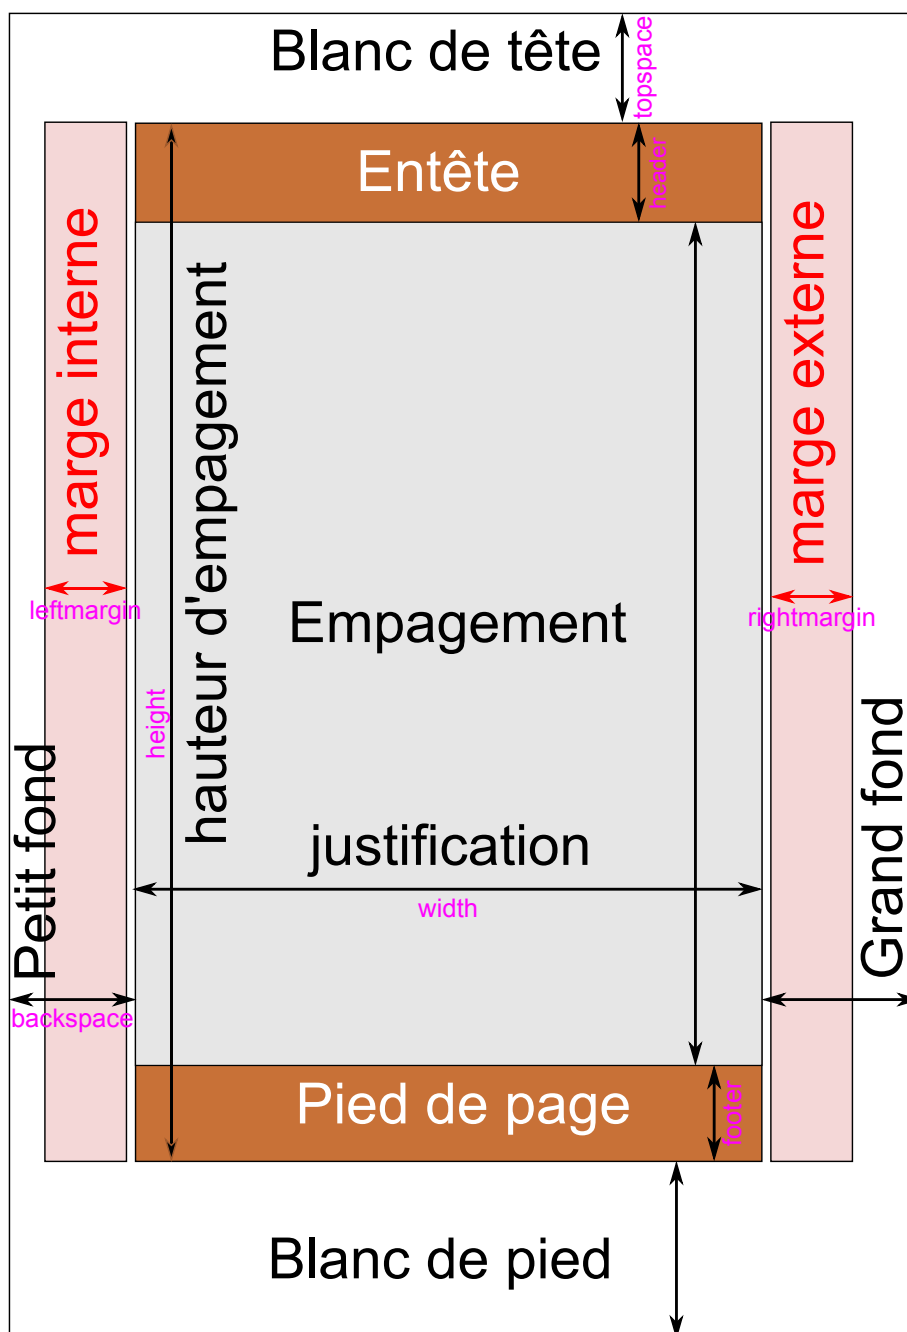 Blanc de tête
topspace
Entête
header
marge interne
hauteur d'empagement
marge externe
leftmargin
Empagement
rightmargin
height
Petit fond
justification
width
Grand fond
backspace
Pied de page
footer
Blanc de pied